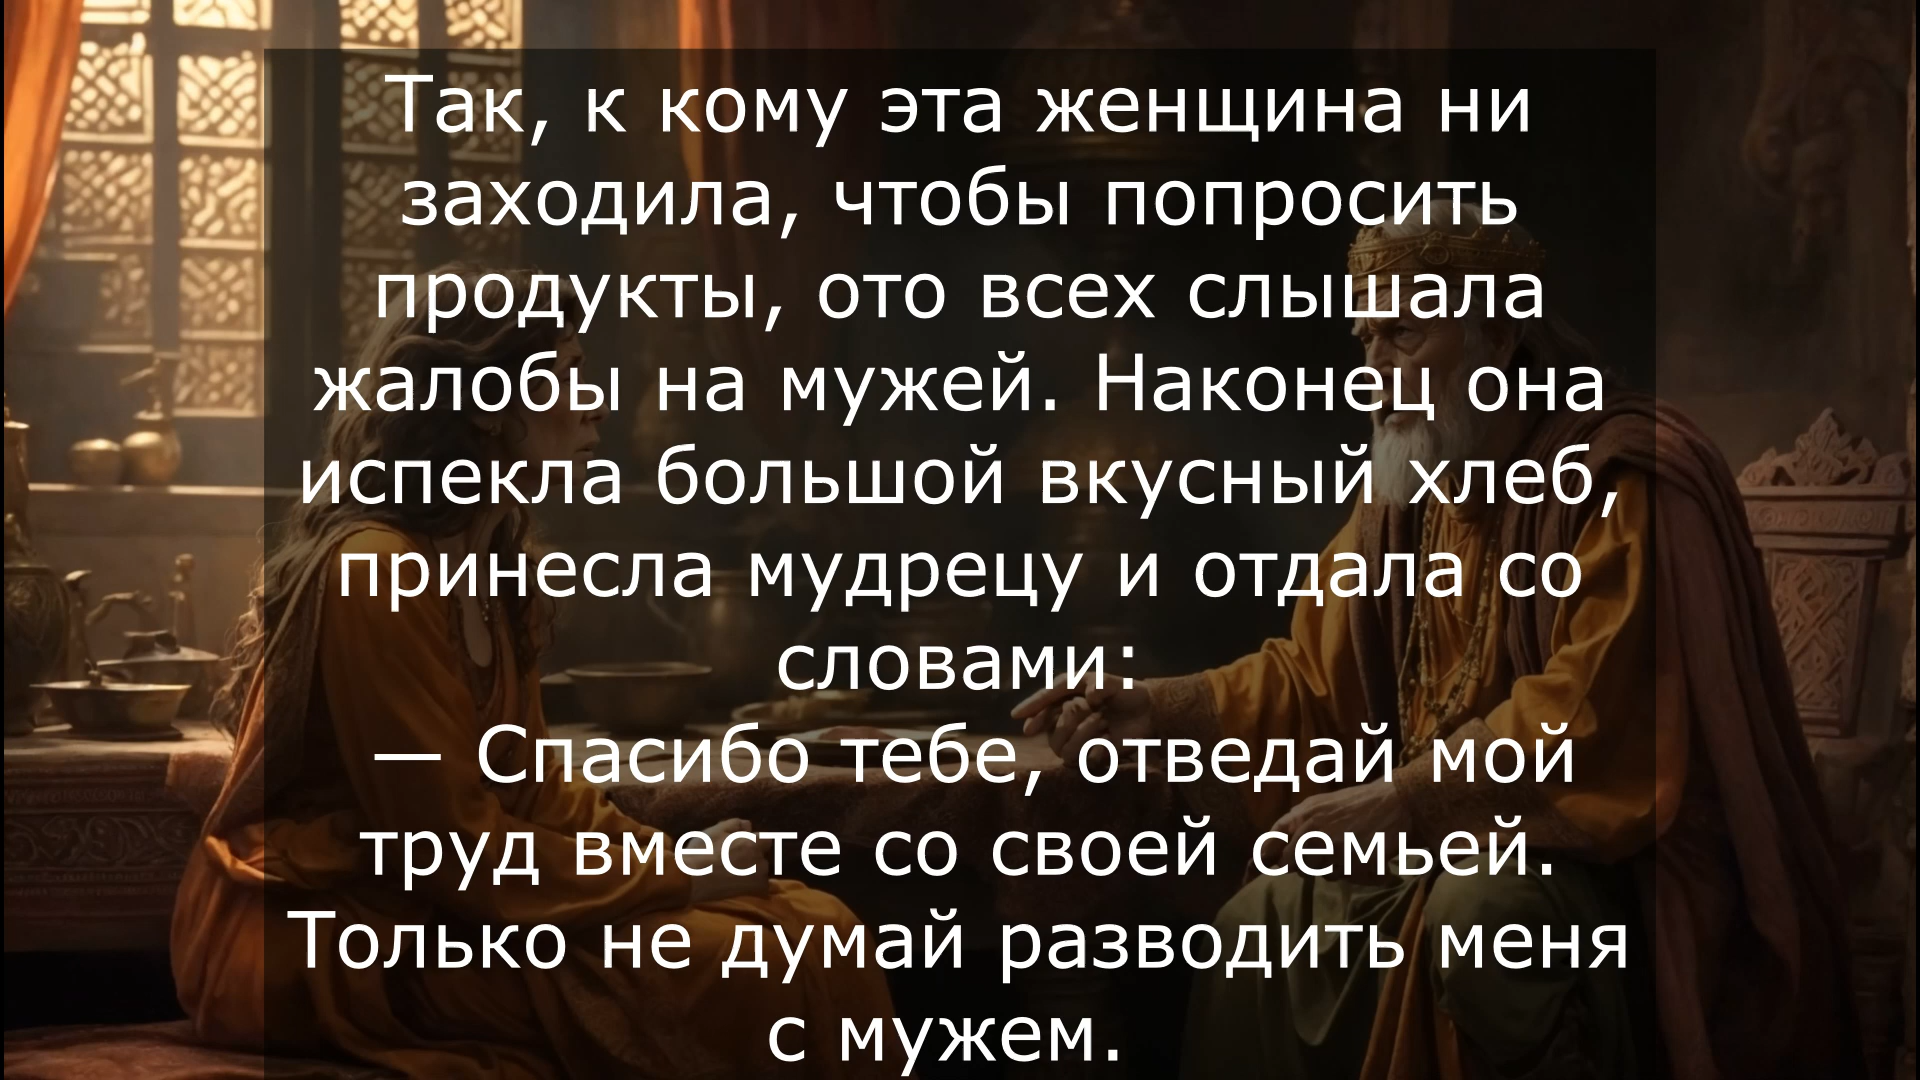 Так, к кому эта женщина ни
заходила, чтобы попросить
продукты, ото всех слышала
жалобы на мужей. Наконец она
испекла большой вкусный хлеб,
принесла мудрецу и отдала со
словами:
— Спасибо тебе, отведай мой
труд вместе со своей семьей.
Только не думай разводить меня
с мужем.